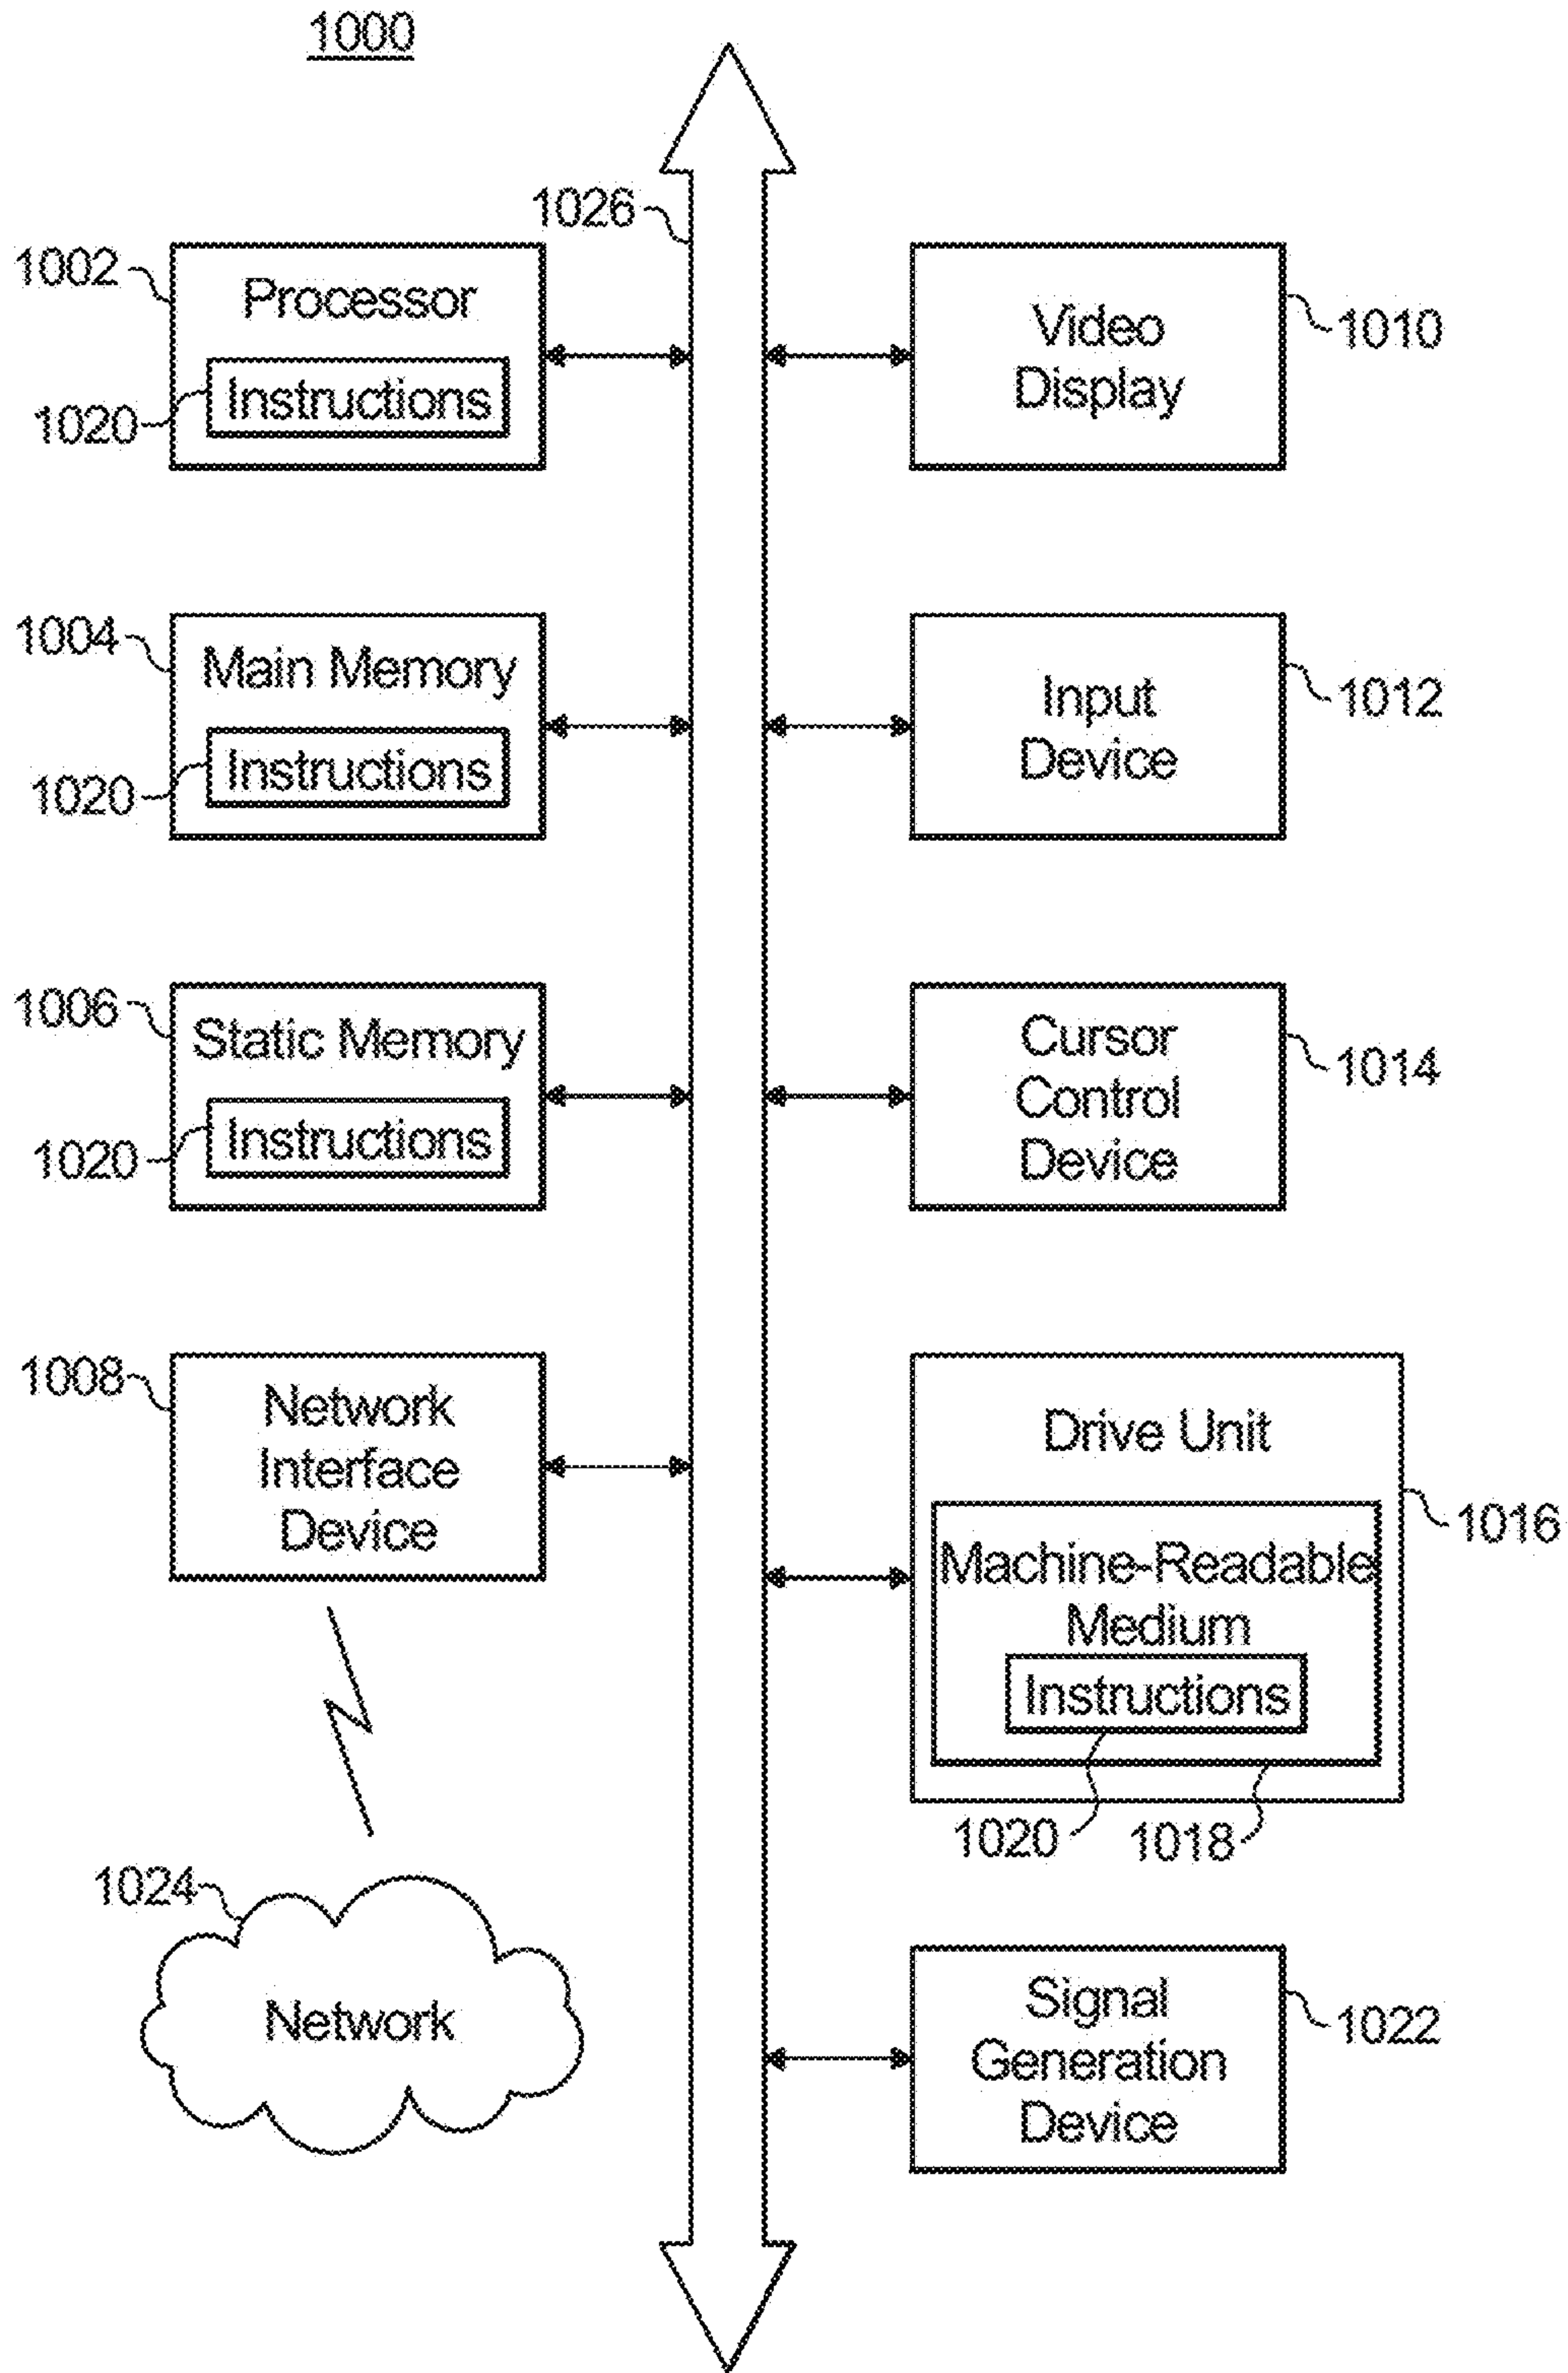 1000
1026
1002
Processor
Instructions
1020
Video
Display
1010
1004
Main Memory
Instructions
1020
Input
Device
1012
1006
Static Memory
Instructions
1020
Cursor
Control
Device
1014
1008
Network
Interface
Device
Drive Unit
1016
Machine-Readable
Medium
Instructions
1020
1018
1024
Network
Signal
Generation
Device
1022